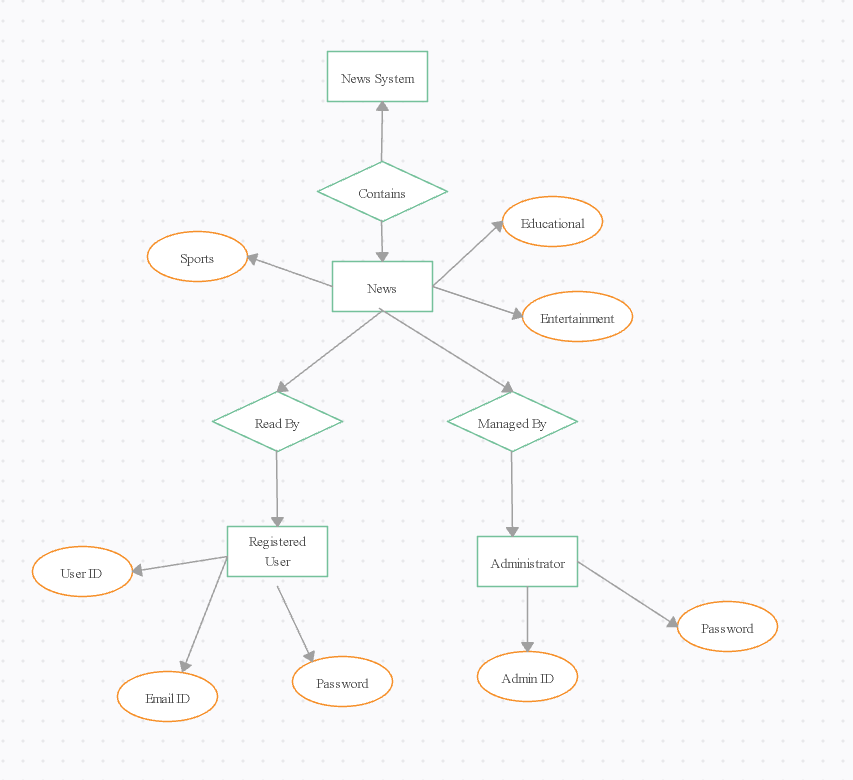 News System
Contains
Educational
Sports
News
Entertainment
Read By
Managed By
Registered
User
Administrator
User ID
Password
Admin ID
Password
Email ID